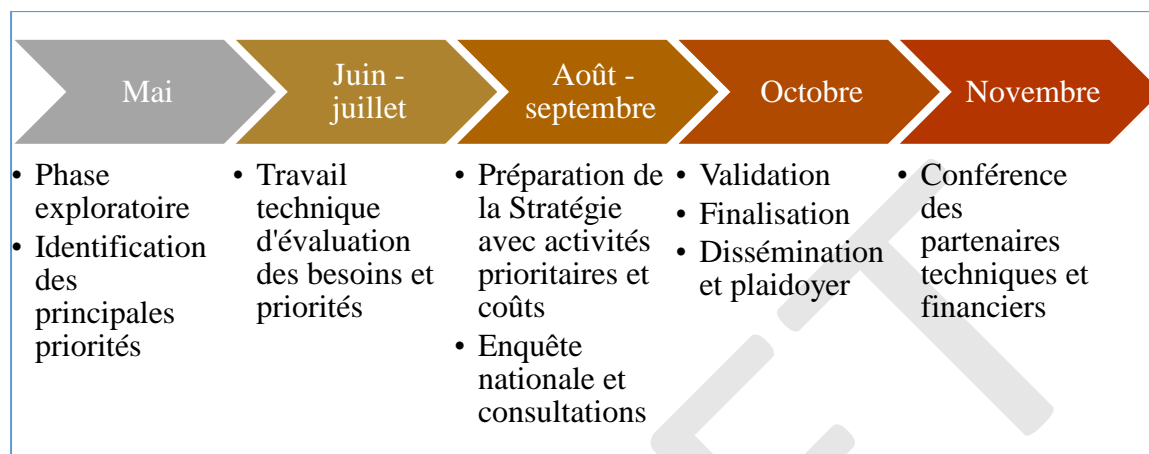 Mai
Juin -
juillet
Août -
septembre
Octobre
Novembre
• Phase
exploratoire
• Identification
des
principales
priorités
• Travail
technique
d'évaluation
des besoins et
priorités
• Préparation de
la Stratégie
avec activités
prioritaires et
coûts
• Enquête
nationale et
consultations
• Validation
• Finalisation
• Dissémination
et plaidoyer
• Conférence
des
partenaires
techniques et
financiers